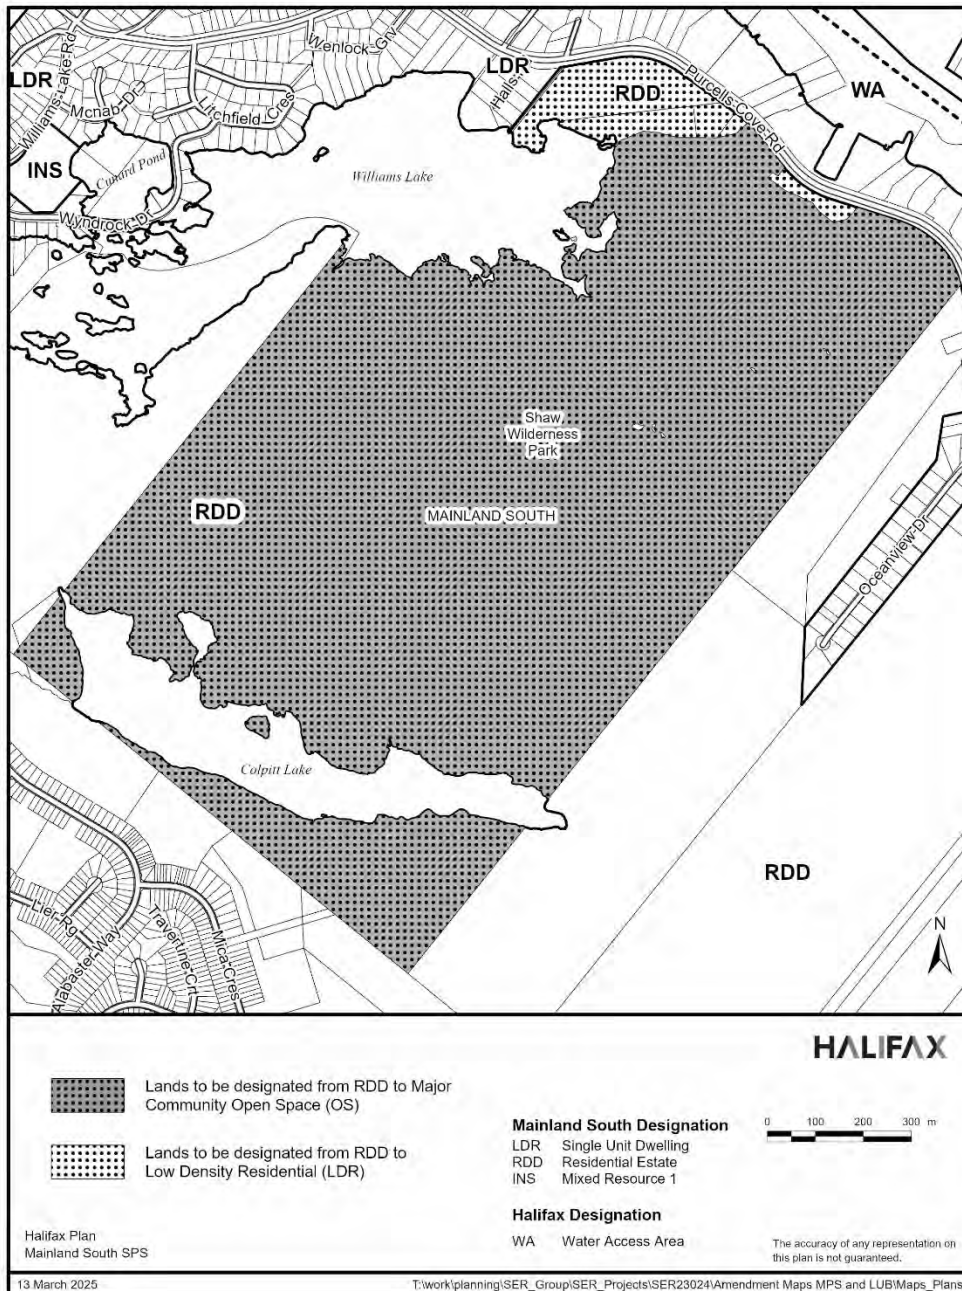 Wenlock Grv
LDR
LDR
Williams Lake Rd
Mcnab Dr
Litchfield Cres
Halls
RDD
Purcells Cove Rd
WA
INS
Cunard Pond
Williams Lake
Wyndrock Dr
Shaw
Wilderness
Park
RDD
MAINLAND SOUTH
Oceanview Dr
Colpitt Lake
RDD
Iler Rg
Alabaster Way
Travertine Crt
Mica Cres
N
HALIFAX
Lands to be designated from RDD to Major
Community Open Space (OS)
Lands to be designated from RDD to
Low Density Residential (LDR)
Mainland South Designation
LDR Single Unit Dwelling
RDD Residential Estate
INS Mixed Resource 1
0 100 200 300 m
Halifax Designation
WA Water Access Area
Halifax Plan
Mainland South SPS
The accuracy of any representation on
this plan is not guaranteed.
13 March 2025
T:\work\planning\SER_Group\SER_Projects\SER23024\Amendment Maps MPS and LUB\Maps_Plans